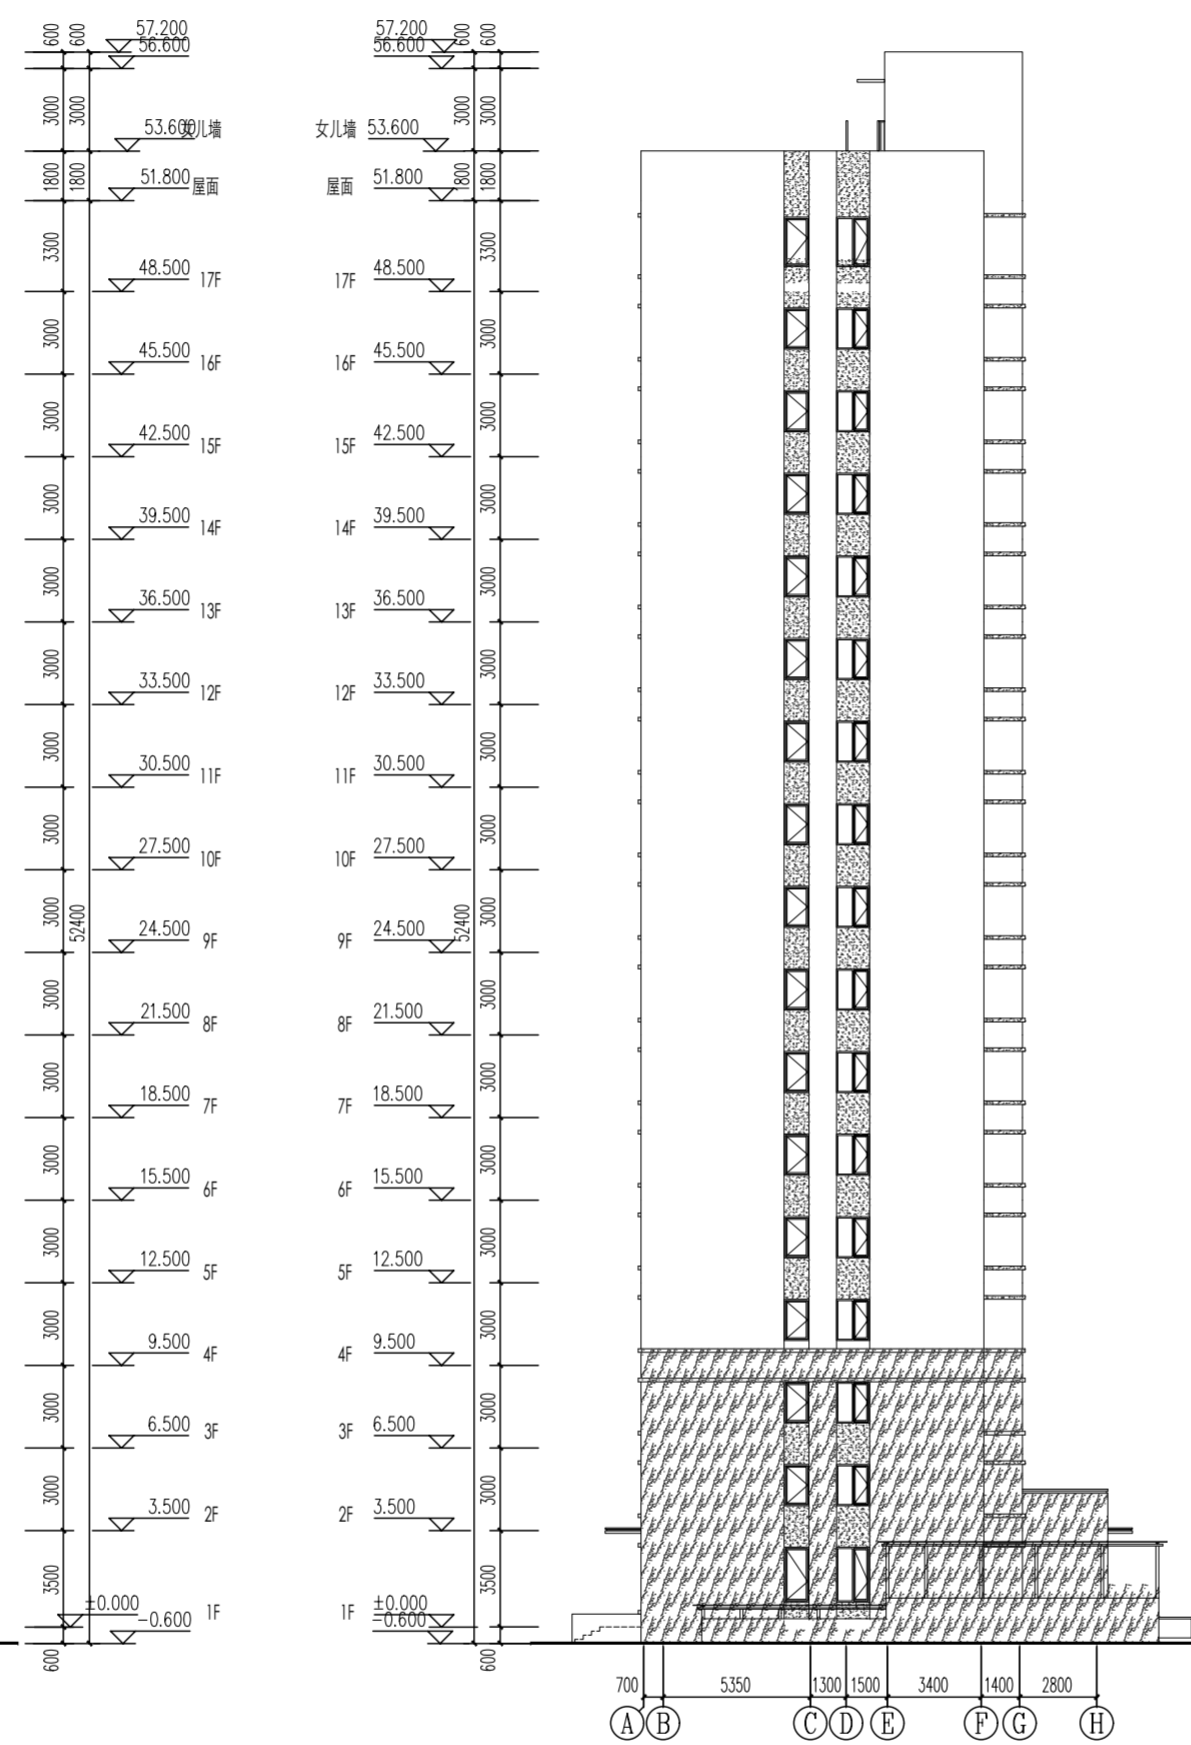 600 600 57.200 57.200 600 600
56.600 56.600
3000 3000 3000 3000
53.600 女儿墙 女儿墙 53.600
1800 1800 51.800 屋面 屋面 51.800 1800 1800
3300 3300
48.500 17F 17F 48.500
3000 3000
45.500 16F 16F 45.500
3000 3000
42.500 15F 15F 42.500
3000 3000
39.500 14F 14F 39.500
3000 3000
36.500 13F 13F 36.500
3000 3000
33.500 12F 12F 33.500
3000 3000
30.500 11F 11F 30.500
3000 3000
27.500 10F 10F 27.500
3000 52400 52400 3000
24.500 9F 9F 24.500
3000 3000
21.500 8F 8F 21.500
3000 3000
18.500 7F 7F 18.500
3000 3000
15.500 6F 6F 15.500
3000 3000
12.500 5F 5F 12.500
3000 3000
9.500 4F 4F 9.500
3000 3000
6.500 3F 3F 6.500
3000 3000
3.500 2F 2F 3.500
3500 3500
±0.000 1F 1F ±0.000
-0.600 -0.600
600 600
700 5350 1300 1500 3400 1400 2800
A B C D E F G H